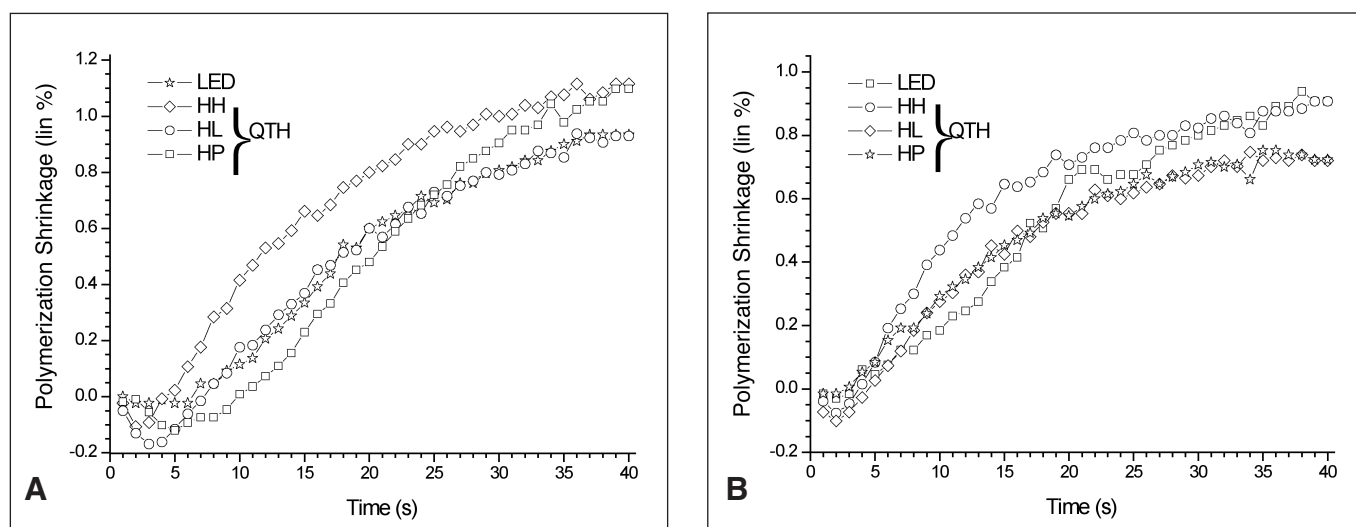 1.2
1.0
0.8
0.6
0.4
0.2
0.0
-0.2
Polymerization Shrinkage (lin %)
LED
HH
HL
HP
} QTH
0 5 10 15 20 25 30 35 40
Time (s)
A
1.0
0.8
0.6
0.4
0.2
0.0
-0.2
Polymerization Shrinkage (lin %)
LED
HH
HL
HP
} QTH
0 5 10 15 20 25 30 35 40
Time (s)
B